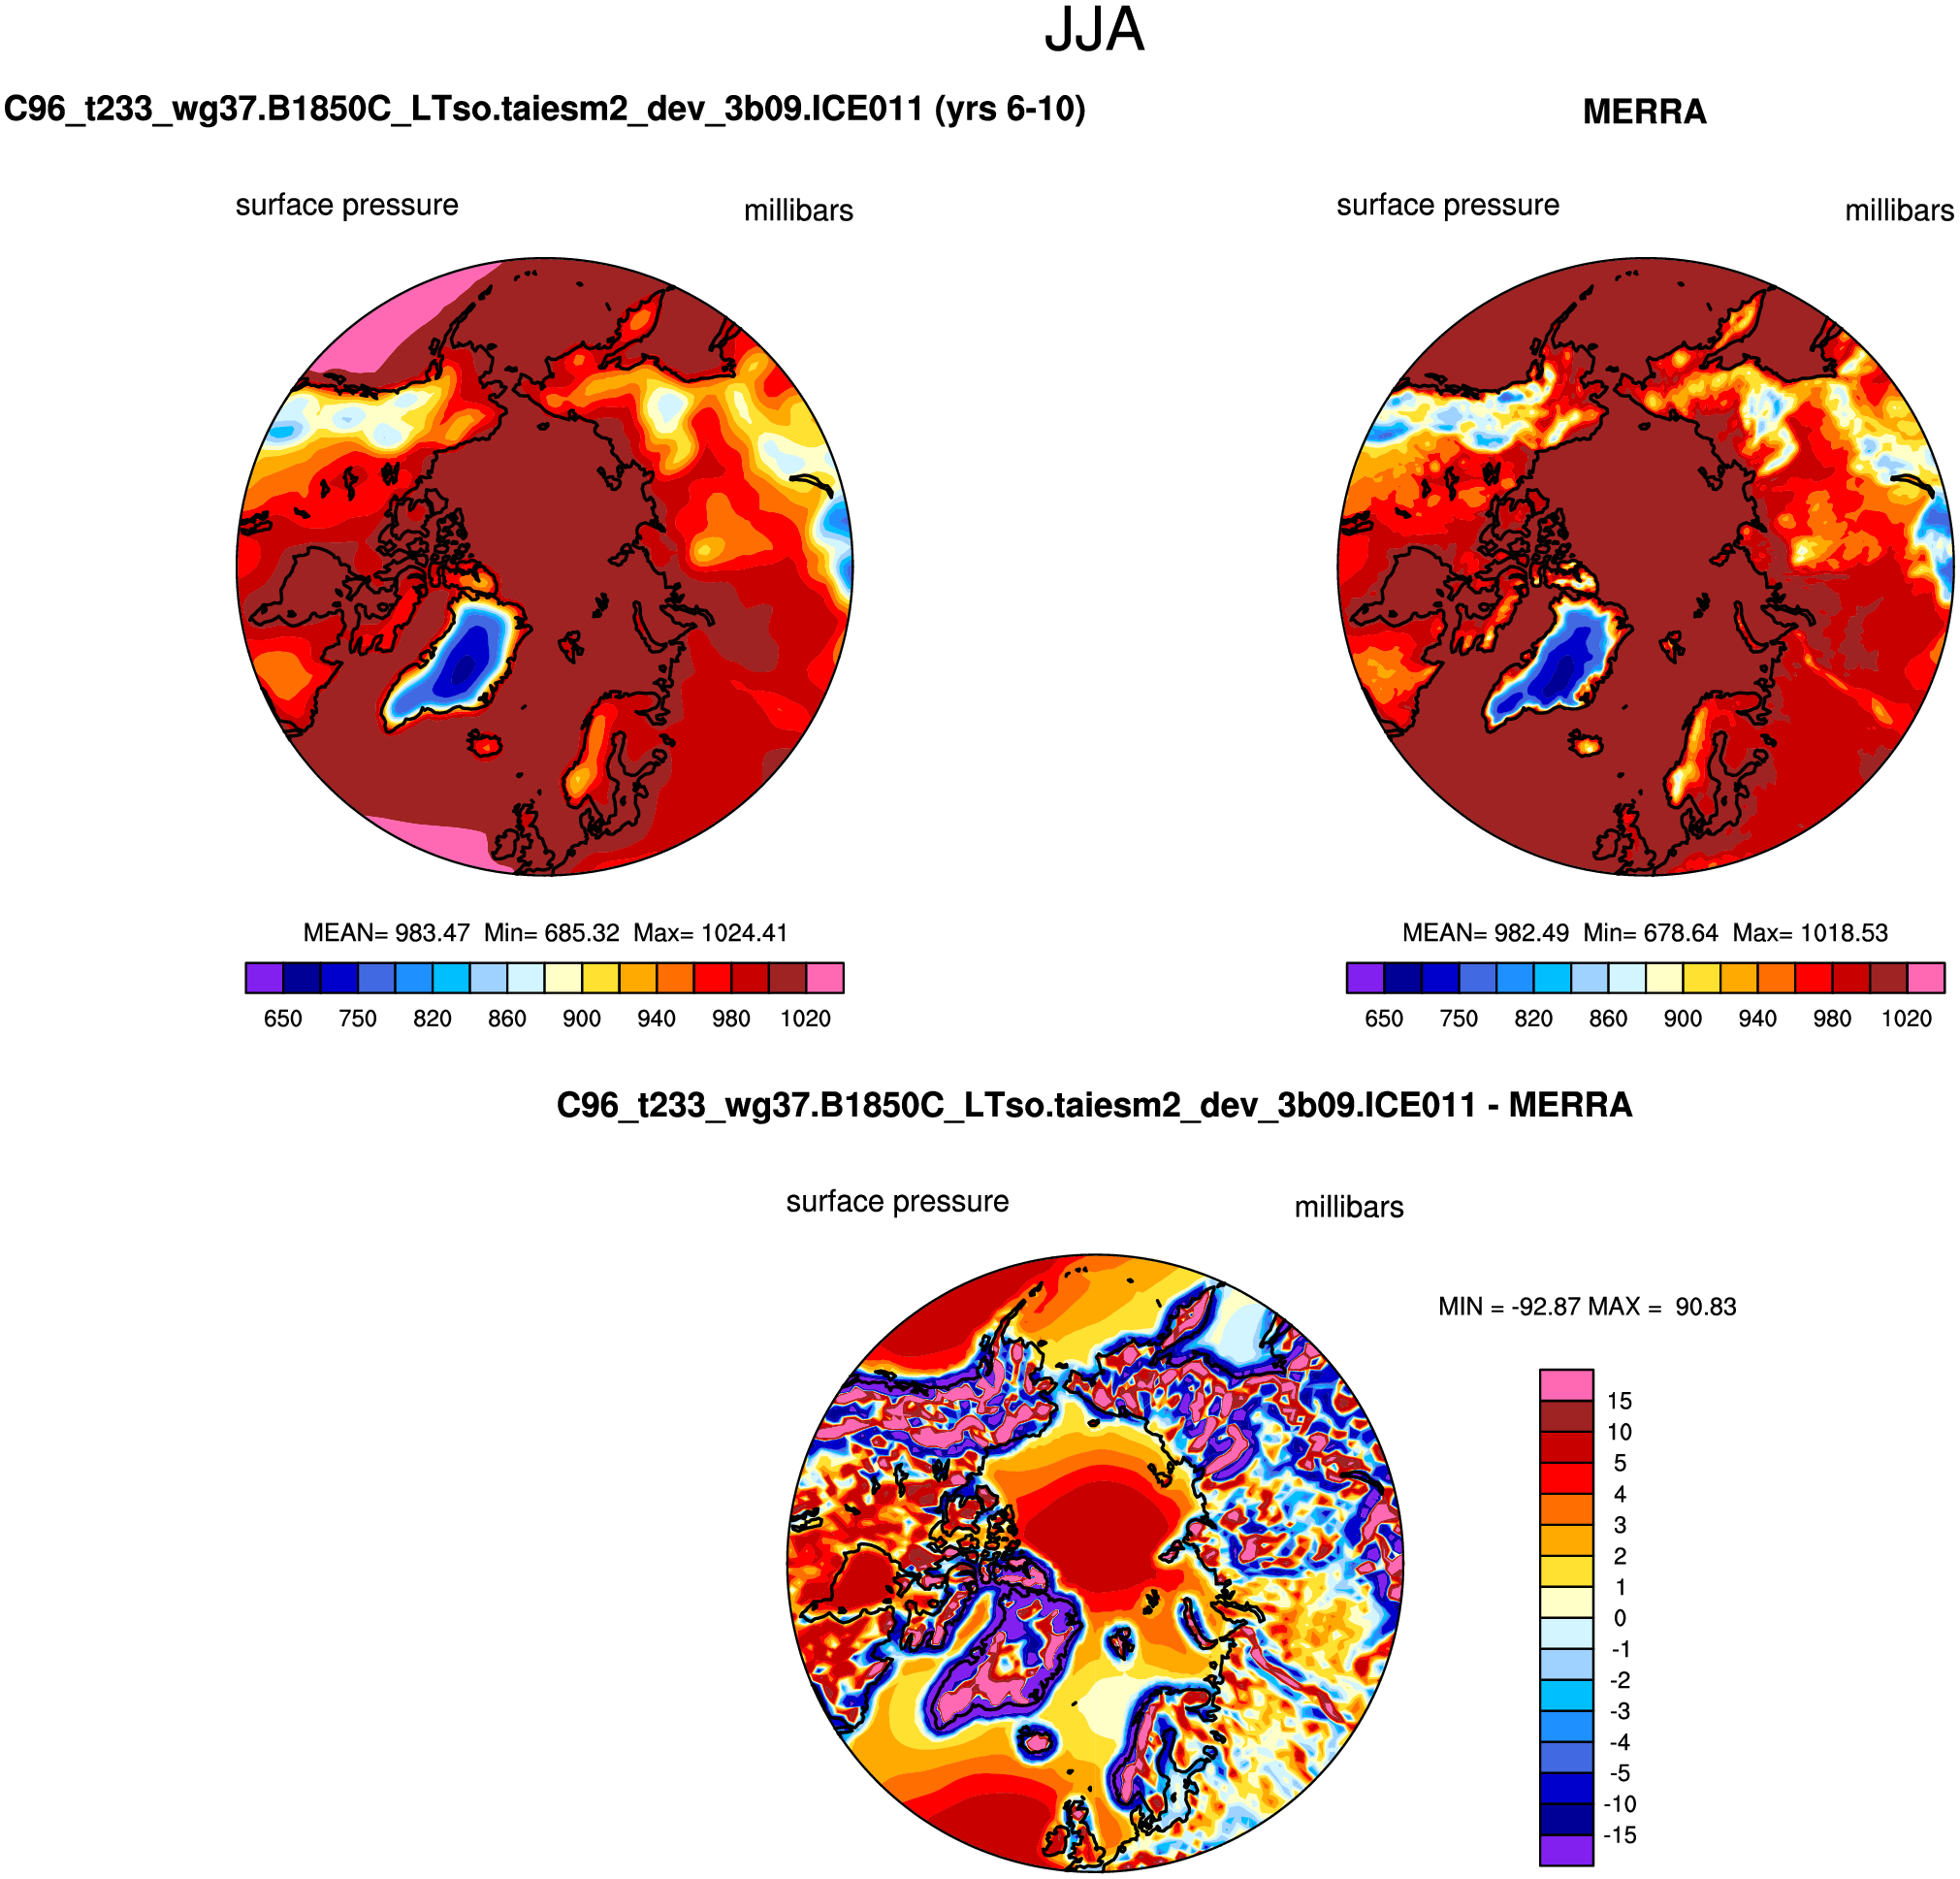 JJA
C96_t233_wg37.B1850C_LTso.taiesm2_dev_3b09.ICE011 (yrs 6-10)
MERRA
surface pressure millibars
surface pressure millibars
MEAN= 983.47 Min= 685.32 Max= 1024.41
650 750 820 860 900 940 980 1020
MEAN= 982.49 Min= 678.64 Max= 1018.53
650 750 820 860 900 940 980 1020
C96_t233_wg37.B1850C_LTso.taiesm2_dev_3b09.ICE011 - MERRA
surface pressure millibars
MIN = -92.87 MAX = 90.83
15
10
5
4
3
2
1
0
-1
-2
-3
-4
-5
-10
-15